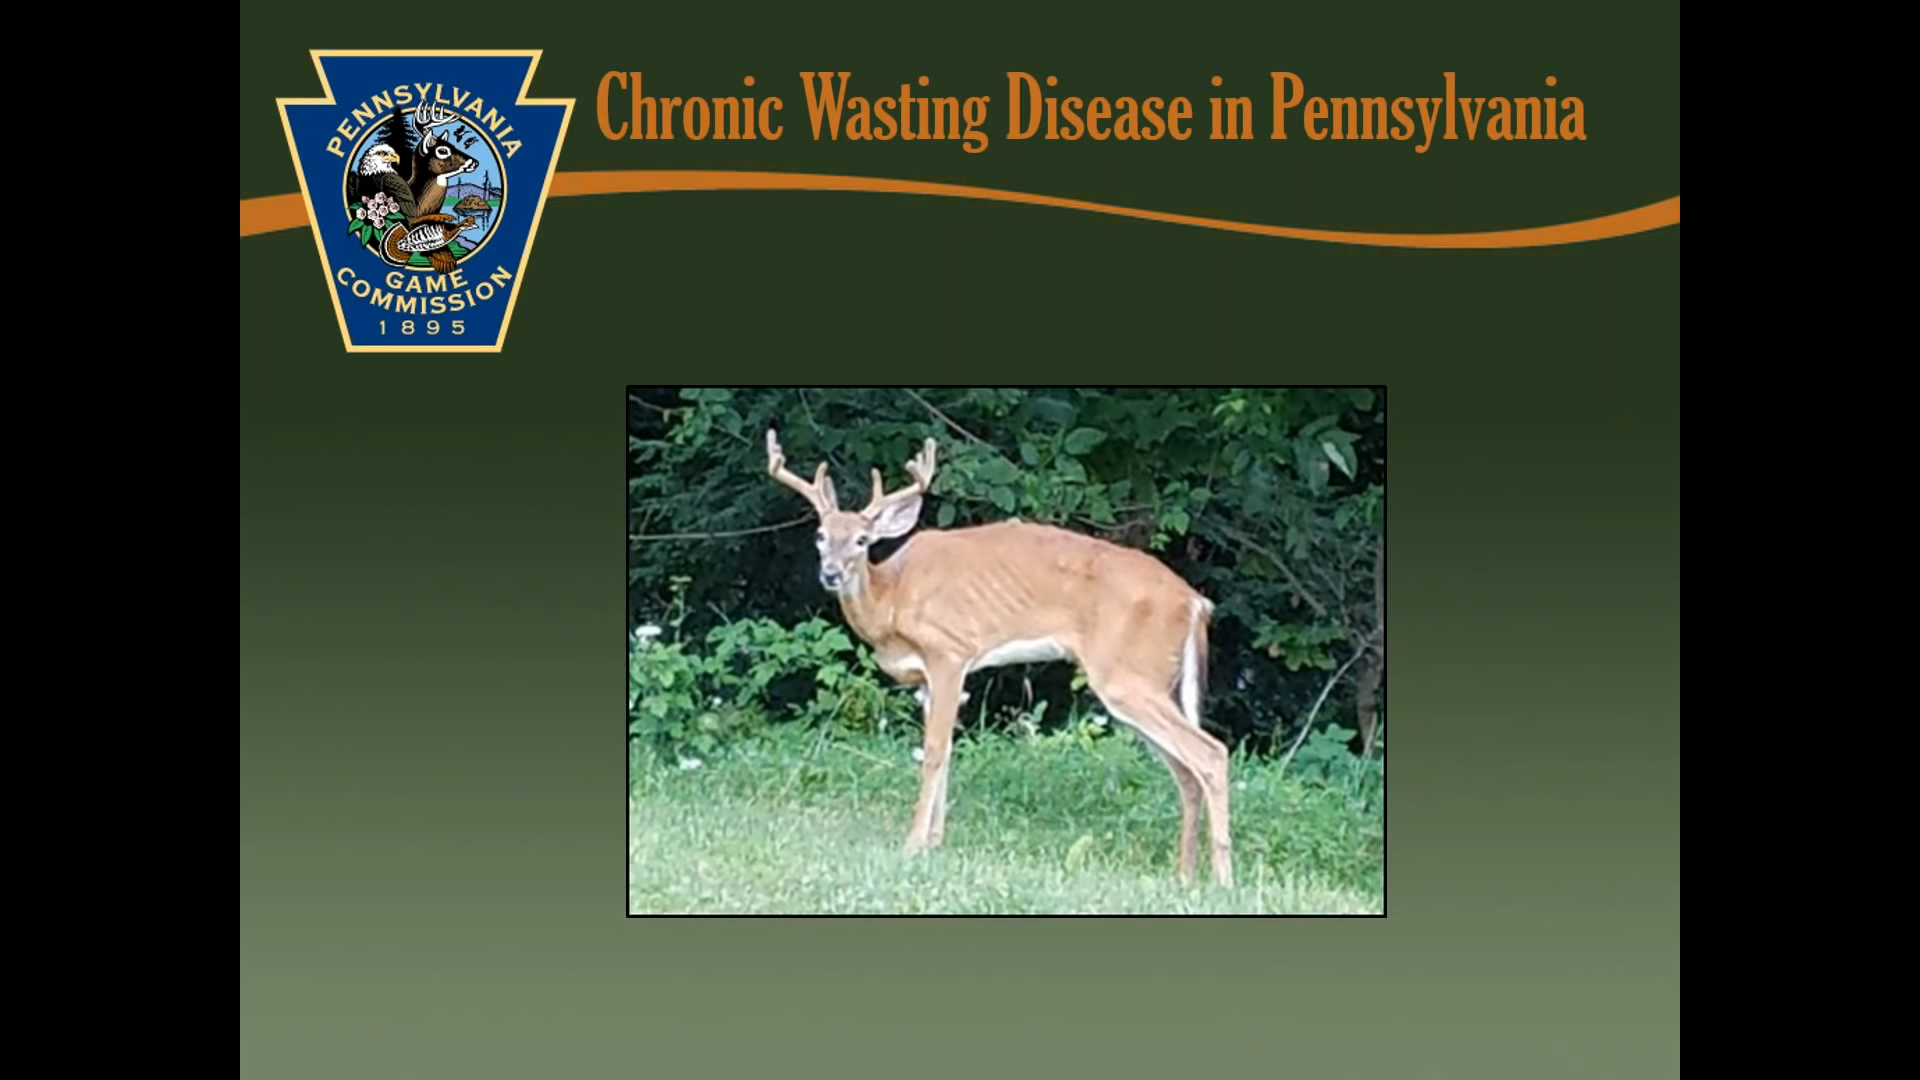 Chronic Wasting Disease in Pennsylvania
PENNSYLVANIA
GAME
COMMISSION
1895